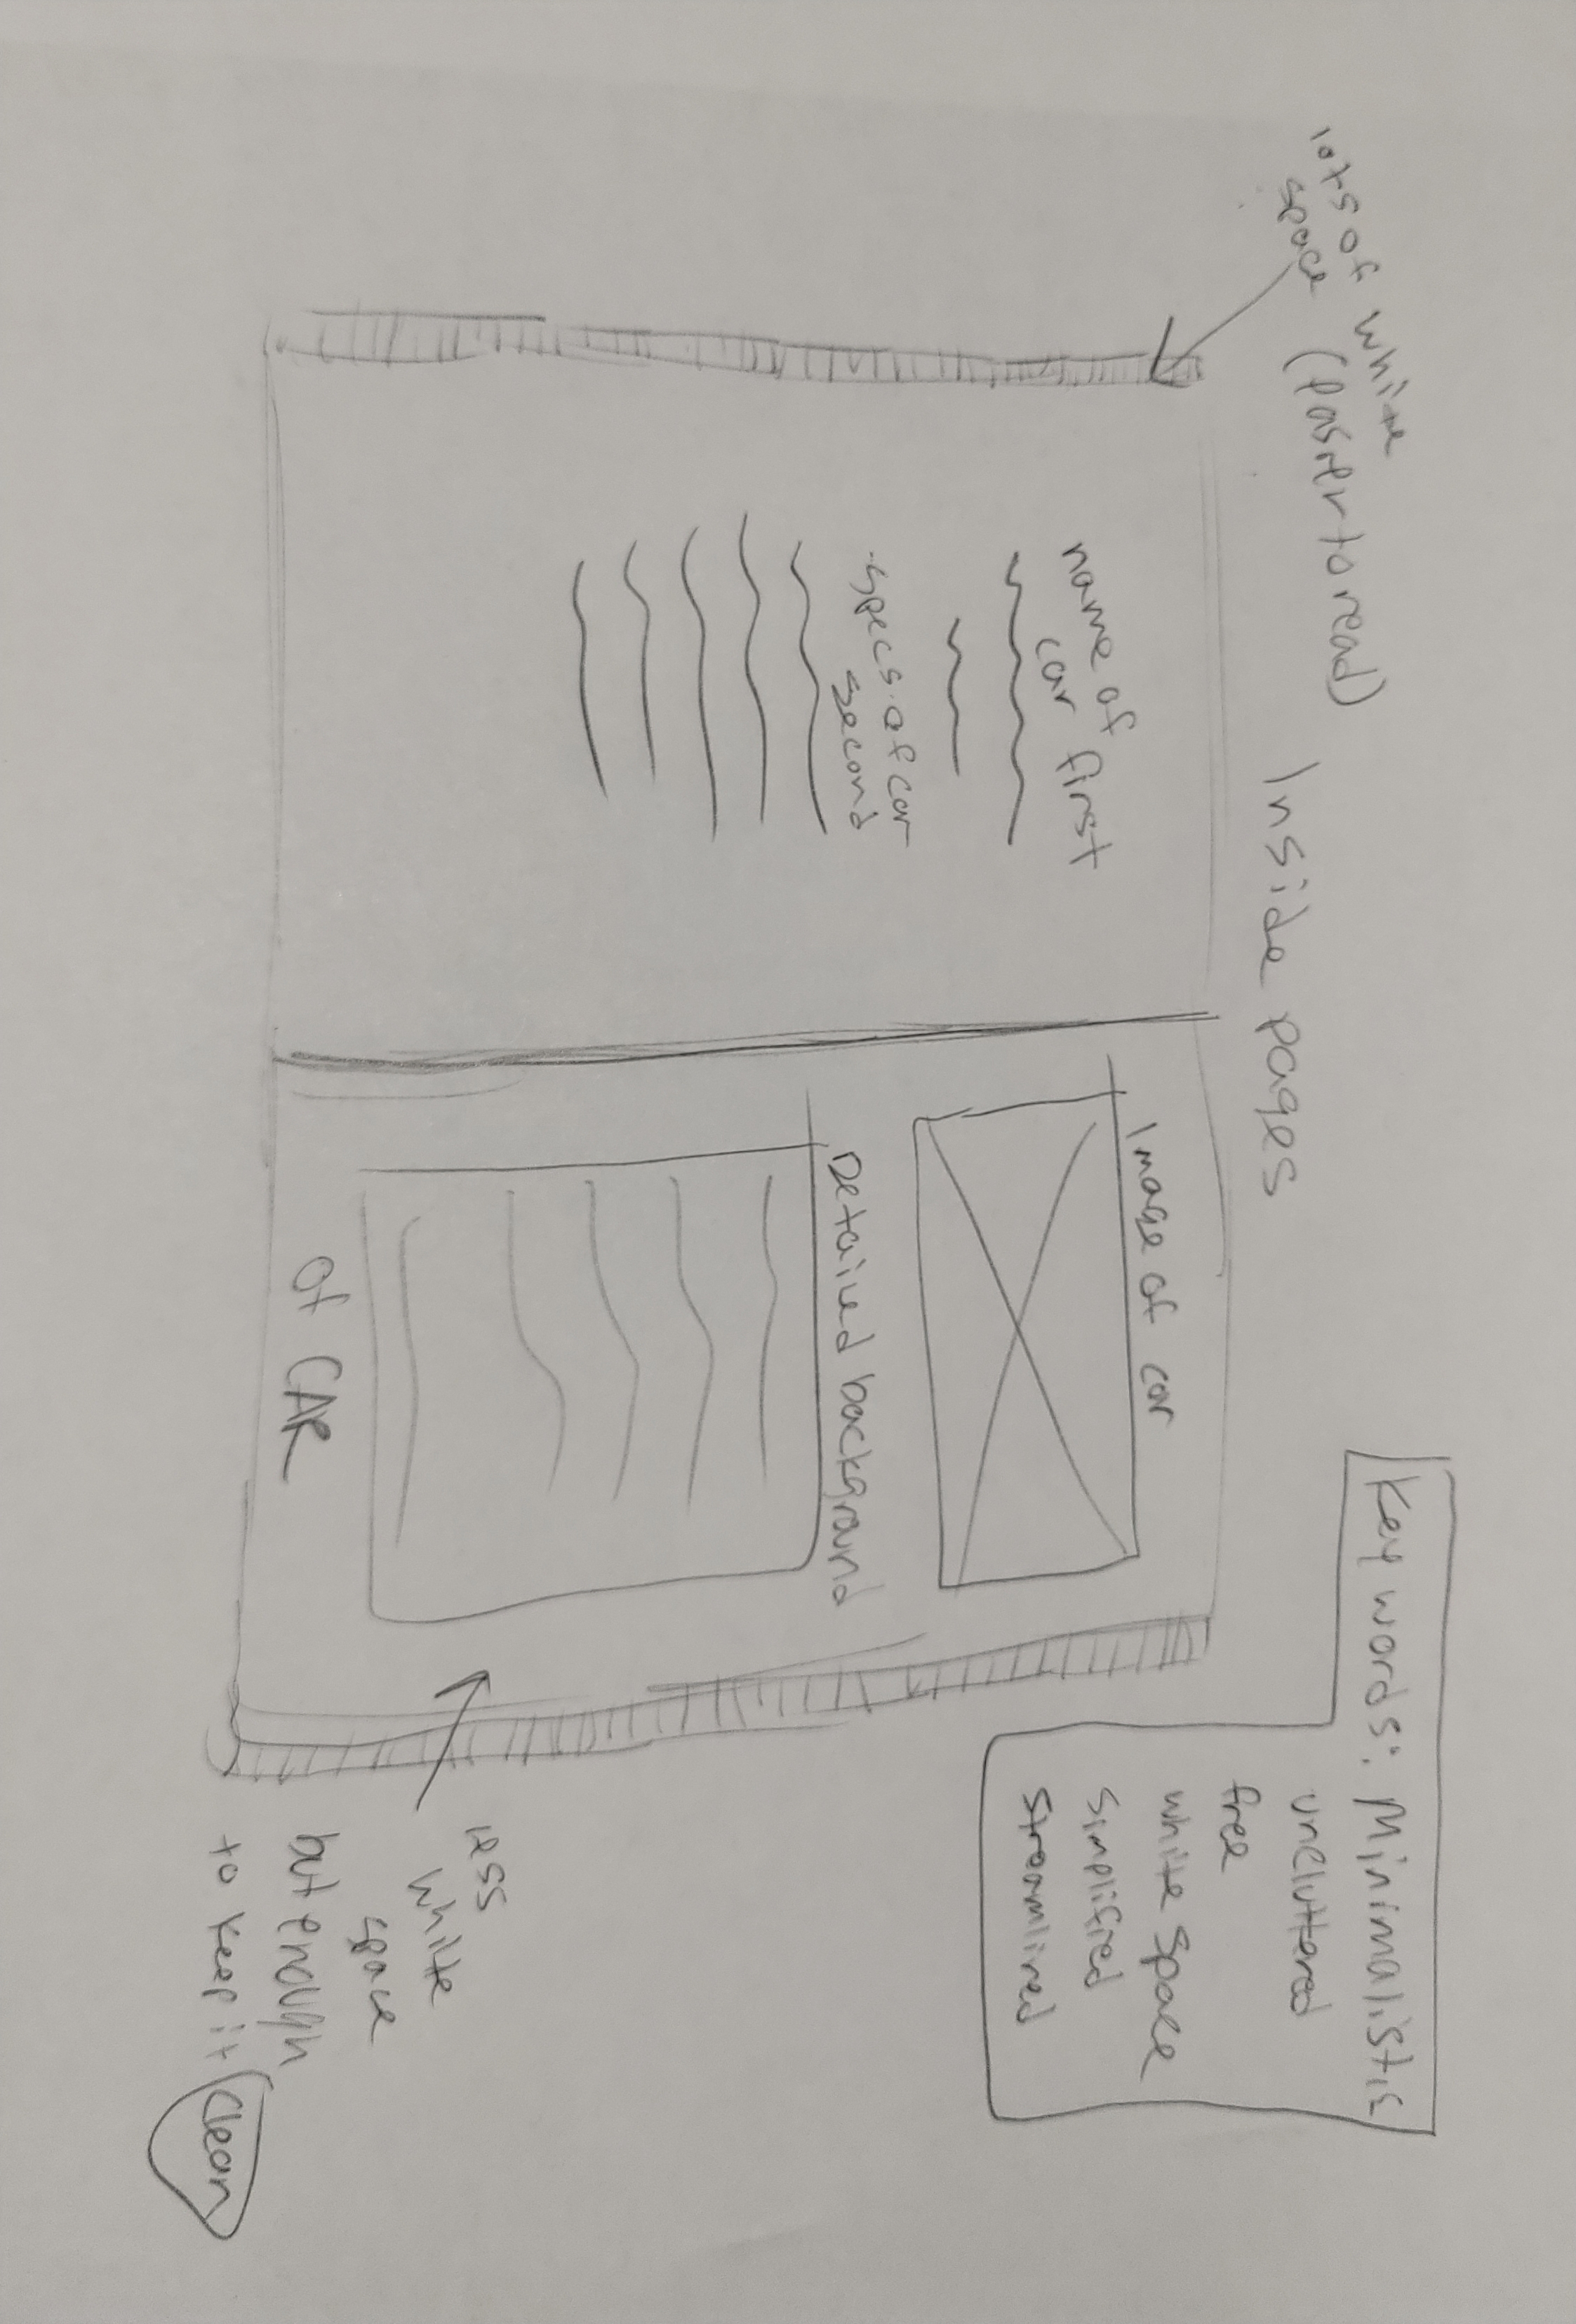 lots of white
space (faster to read)
Inside pages
name of
car first
specs of car
second
Image of car
Detailed background
of CAR
Key words: Minimalistic
uncluttered
free
white space
simplified
streamlined
less
white
space
but enough
to keep it clean